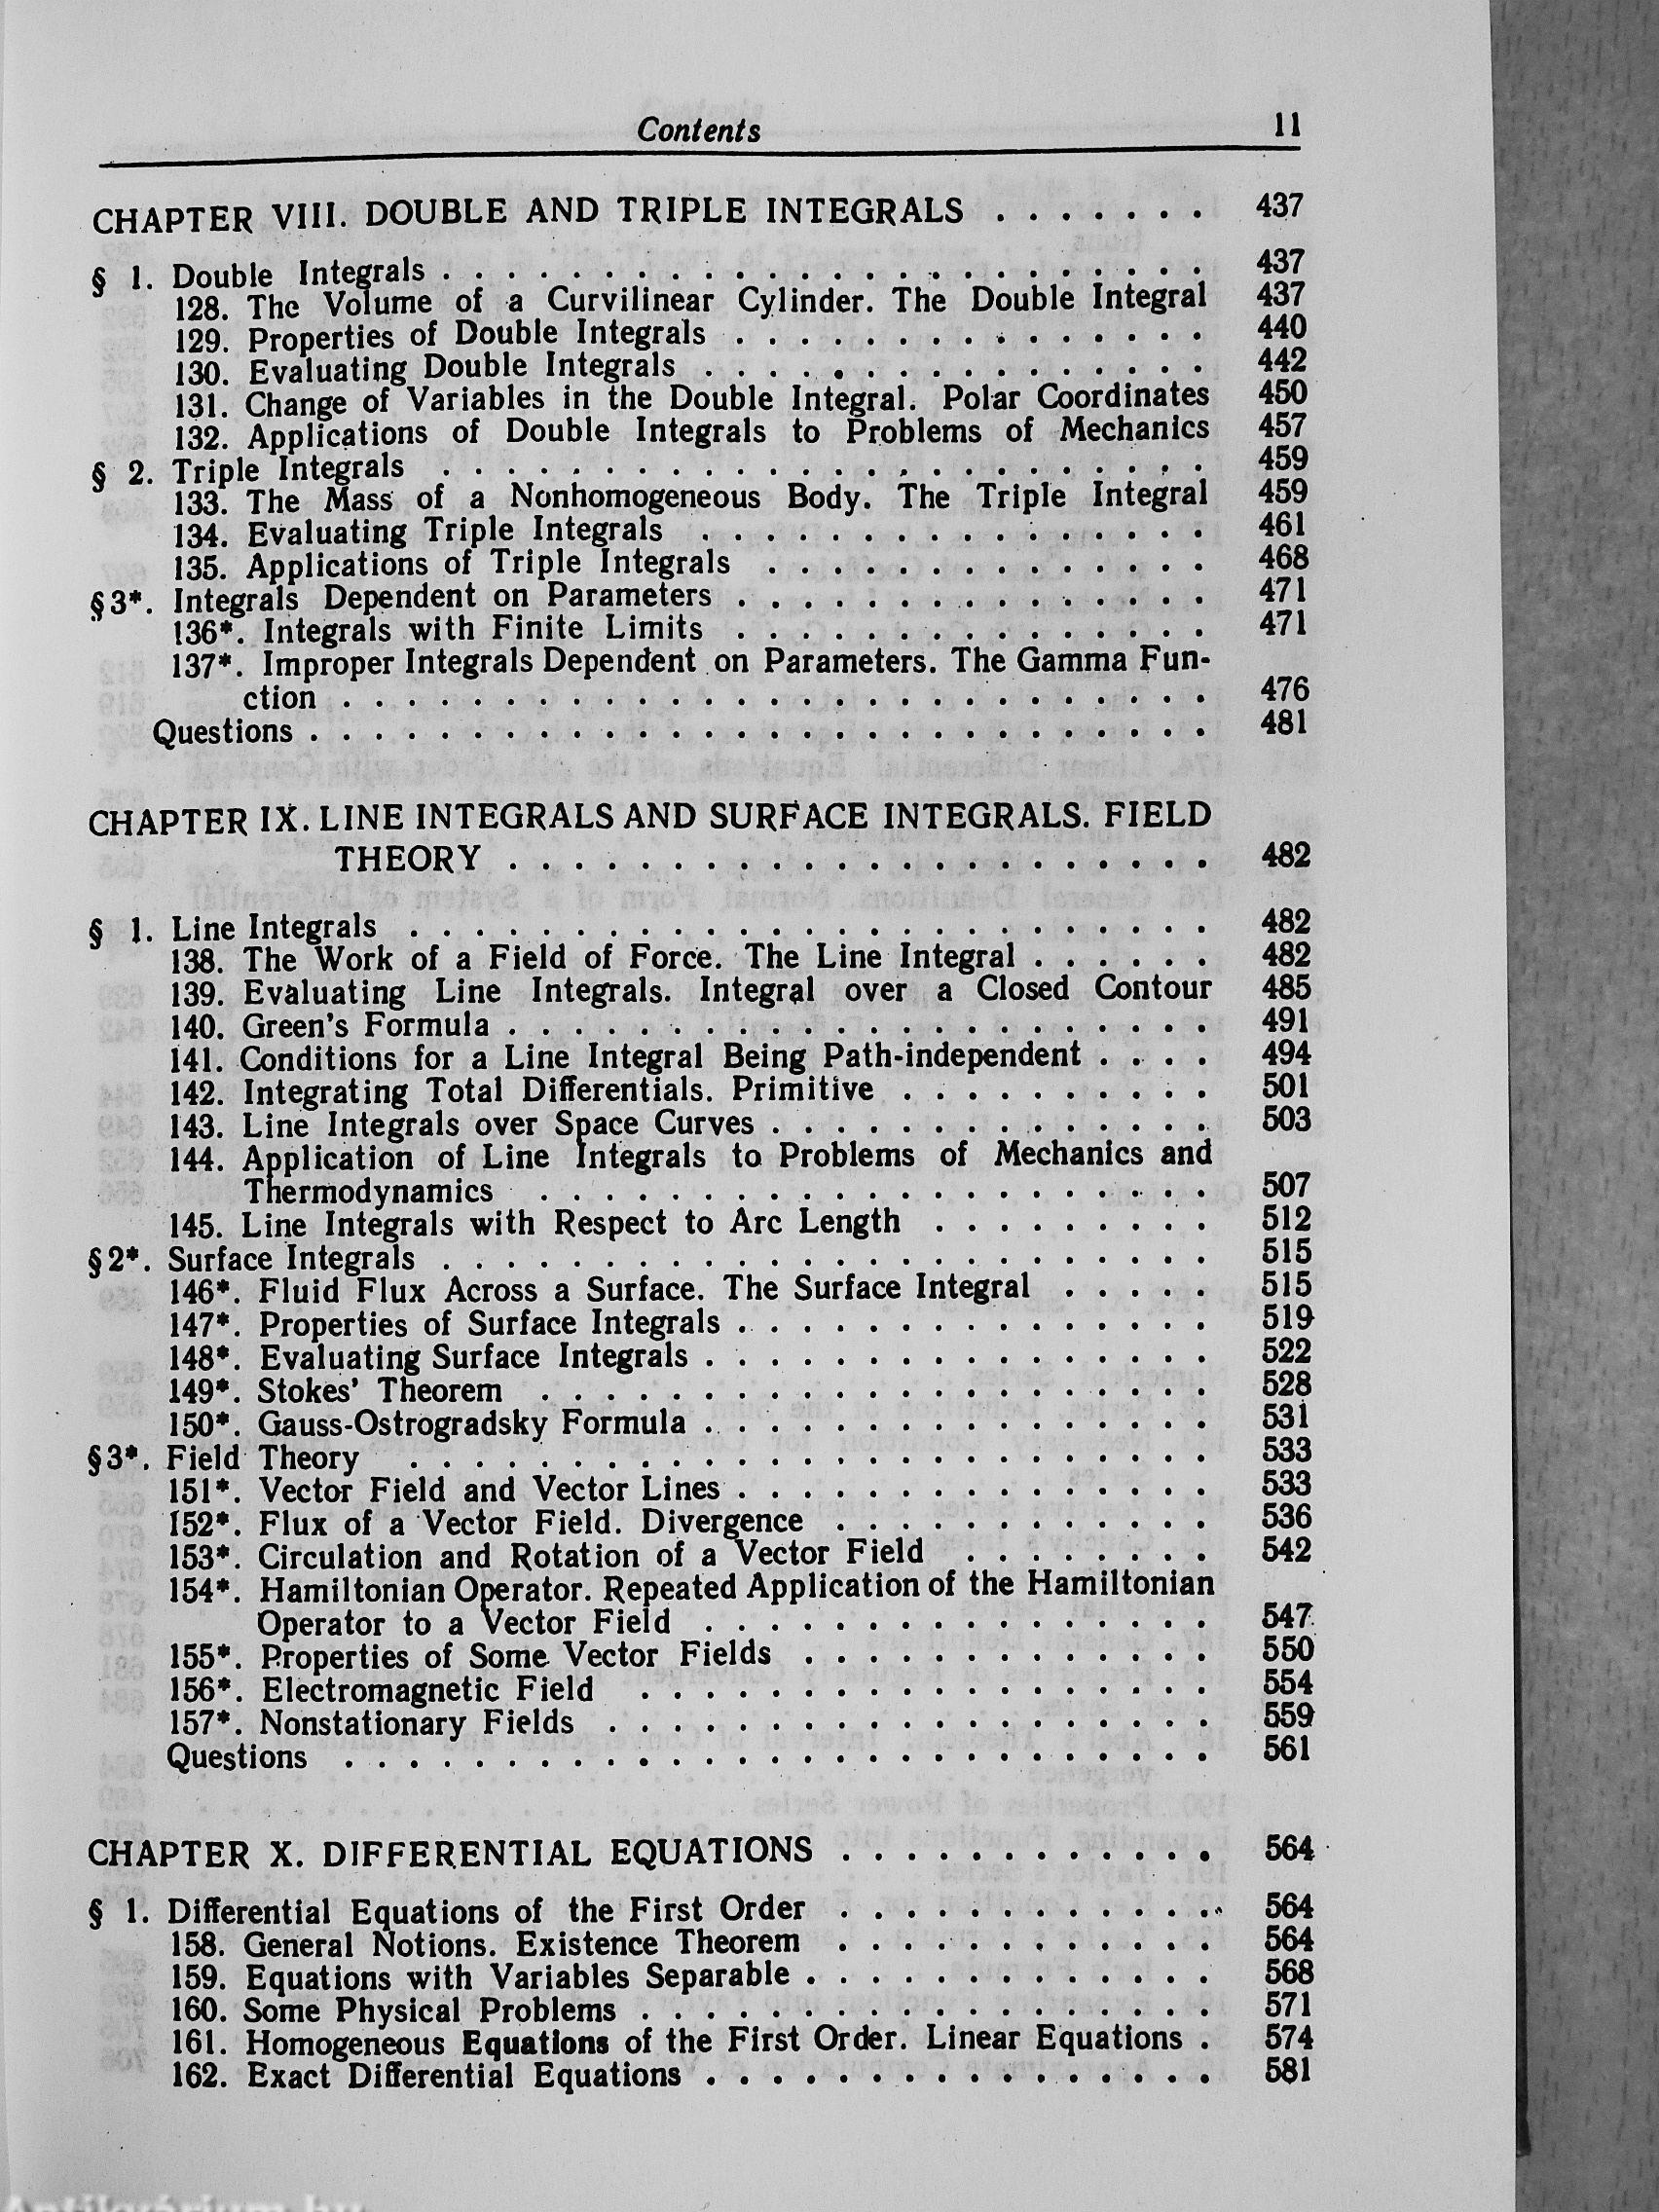 Contents 11
CHAPTER VIII. DOUBLE AND TRIPLE INTEGRALS . . . . . . . 437
§ 1. Double Integrals . . . . . . . . . . . . . . . . . . . . . . . . 437
128. The Volume of a Curvilinear Cylinder. The Double Integral 437
129. Properties of Double Integrals . . . . . . . . . . . . . . . 440
130. Evaluating Double Integrals . . . . . . . . . . . . . . . . 442
131. Change of Variables in the Double Integral. Polar Coordinates 450
132. Applications of Double Integrals to Problems of Mechanics 457
§ 2. Triple Integrals . . . . . . . . . . . . . . . . . . . . . . . . 459
133. The Mass of a Nonhomogeneous Body. The Triple Integral 459
134. Evaluating Triple Integrals . . . . . . . . . . . . . . . . 461
135. Applications of Triple Integrals . . . . . . . . . . . . . . 468
§ 3*. Integrals Dependent on Parameters . . . . . . . . . . . . . . . 471
136*. Integrals with Finite Limits . . . . . . . . . . . . . . . 471
137*. Improper Integrals Dependent on Parameters. The Gamma Fun-
ction . . . . . . . . . . . . . . . . . . . . . . . . . . . 476
Questions . . . . . . . . . . . . . . . . . . . . . . . . . . . . 481
CHAPTER IX. LINE INTEGRALS AND SURFACE INTEGRALS. FIELD
THEORY . . . . . . . . . . . . . . . . . . . . . . 482
§ 1. Line Integrals . . . . . . . . . . . . . . . . . . . . . . . . . 482
138. The Work of a Field of Force. The Line Integral . . . . . . 482
139. Evaluating Line Integrals. Integral over a Closed Contour 485
140. Green's Formula . . . . . . . . . . . . . . . . . . . . . . 491
141. Conditions for a Line Integral Being Path-independent . . . . 494
142. Integrating Total Differentials. Primitive . . . . . . . . . . 501
143. Line Integrals over Space Curves . . . . . . . . . . . . . . 503
144. Application of Line Integrals to Problems of Mechanics and
Thermodynamics . . . . . . . . . . . . . . . . . . . . . 507
145. Line Integrals with Respect to Arc Length . . . . . . . . . 512
§ 2*. Surface Integrals . . . . . . . . . . . . . . . . . . . . . . . . 515
146*. Fluid Flux Across a Surface. The Surface Integral . . . . . 515
147*. Properties of Surface Integrals . . . . . . . . . . . . . . . 519
148*. Evaluating Surface Integrals . . . . . . . . . . . . . . . . 522
149*. Stokes' Theorem . . . . . . . . . . . . . . . . . . . . . 528
150*. Gauss-Ostrogradsky Formula . . . . . . . . . . . . . . . . 531
§ 3*. Field Theory . . . . . . . . . . . . . . . . . . . . . . . . . 533
151*. Vector Field and Vector Lines . . . . . . . . . . . . . . . 533
152*. Flux of a Vector Field. Divergence . . . . . . . . . . . . 536
153*. Circulation and Rotation of a Vector Field . . . . . . . . 542
154*. Hamiltonian Operator. Repeated Application of the Hamiltonian
Operator to a Vector Field . . . . . . . . . . . . . . . . 547
155*. Properties of Some Vector Fields . . . . . . . . . . . . . 550
156*. Electromagnetic Field . . . . . . . . . . . . . . . . . . 554
157*. Nonstationary Fields . . . . . . . . . . . . . . . . . . . 559
Questions . . . . . . . . . . . . . . . . . . . . . . . . . . . 561
CHAPTER X. DIFFERENTIAL EQUATIONS . . . . . . . . . . . . 564
§ 1. Differential Equations of the First Order . . . . . . . . . . . . 564
158. General Notions. Existence Theorem . . . . . . . . . . . . 564
159. Equations with Variables Separable . . . . . . . . . . . . . 568
160. Some Physical Problems . . . . . . . . . . . . . . . . . . 571
161. Homogeneous Equations of the First Order. Linear Equations . 574
162. Exact Differential Equations . . . . . . . . . . . . . . . . 581